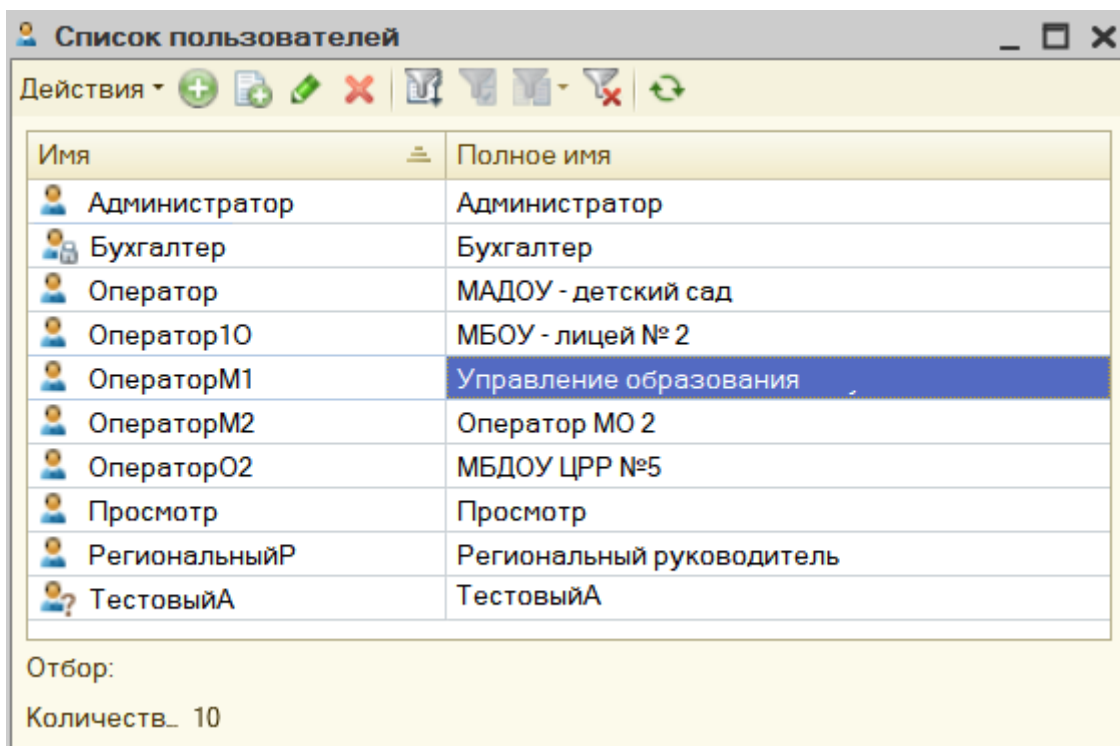 Список пользователей
Действия
Имя Полное имя
Администратор Администратор
Бухгалтер Бухгалтер
Оператор МАДОУ - детский сад
Оператор1О МБОУ - лицей № 2
ОператорМ1 Управление образования
ОператорМ2 Оператор МО 2
ОператорО2 МБДОУ ЦРР №5
Просмотр Просмотр
РегиональныйР Региональный руководитель
ТестовыйА ТестовыйА
Отбор:
Количеств... 10